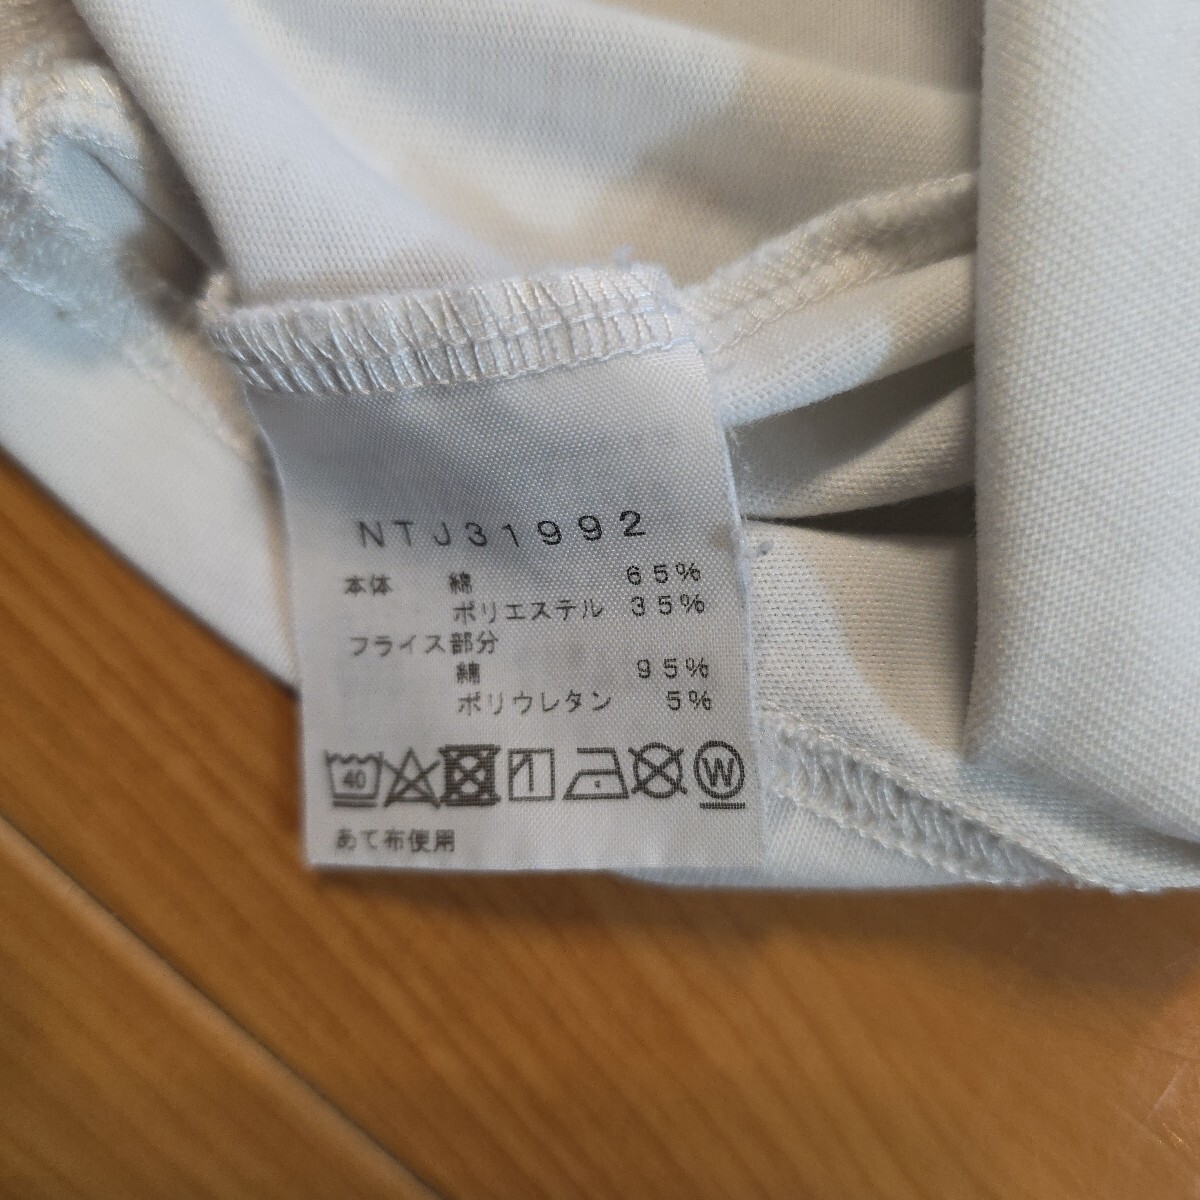 NTJ31992
本体 綿 65%
ポリエステル 35%
フライス部分
綿 95%
ポリウレタン 5%
40 W
あて布使用